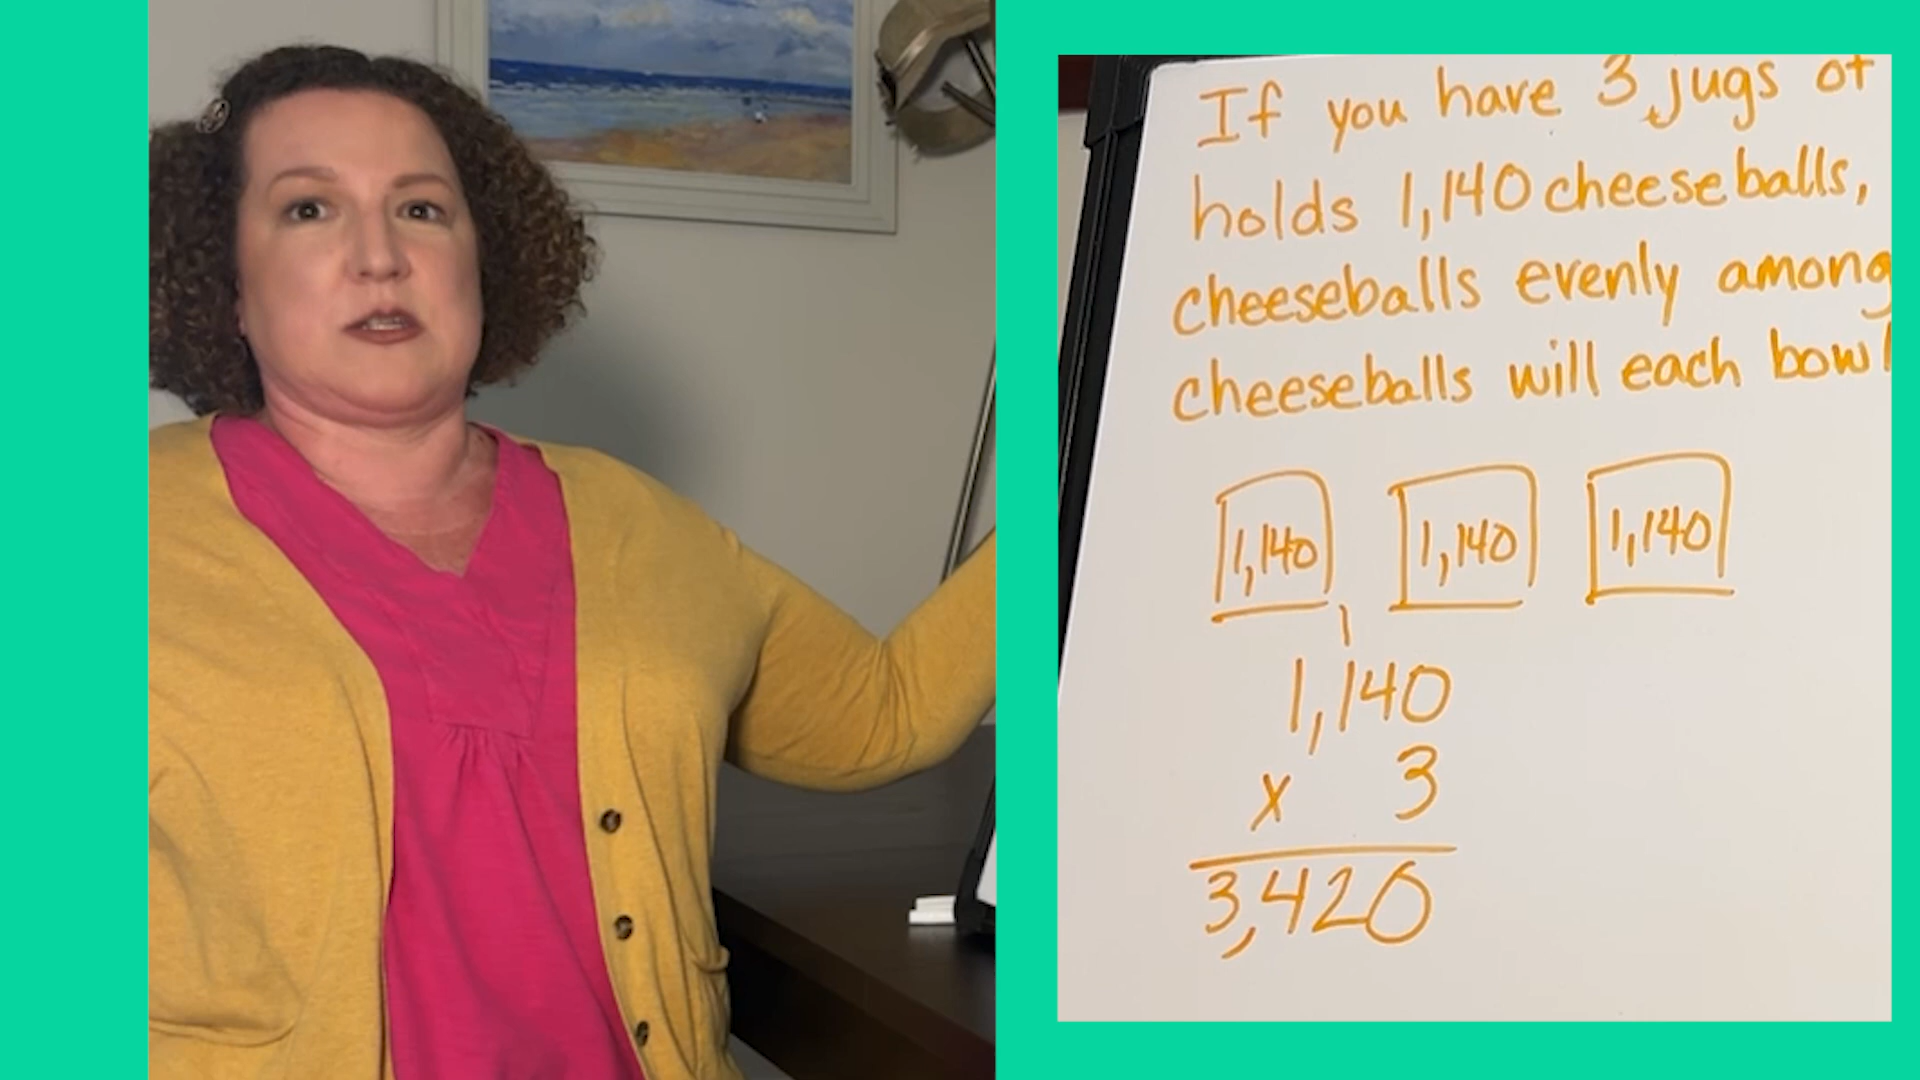 If you have 3 jugs of
holds 1,140 cheeseballs,
cheeseballs evenly among
cheeseballs will each bowl
1,140 1,140 1,140
1
1,140
x 3
3,420